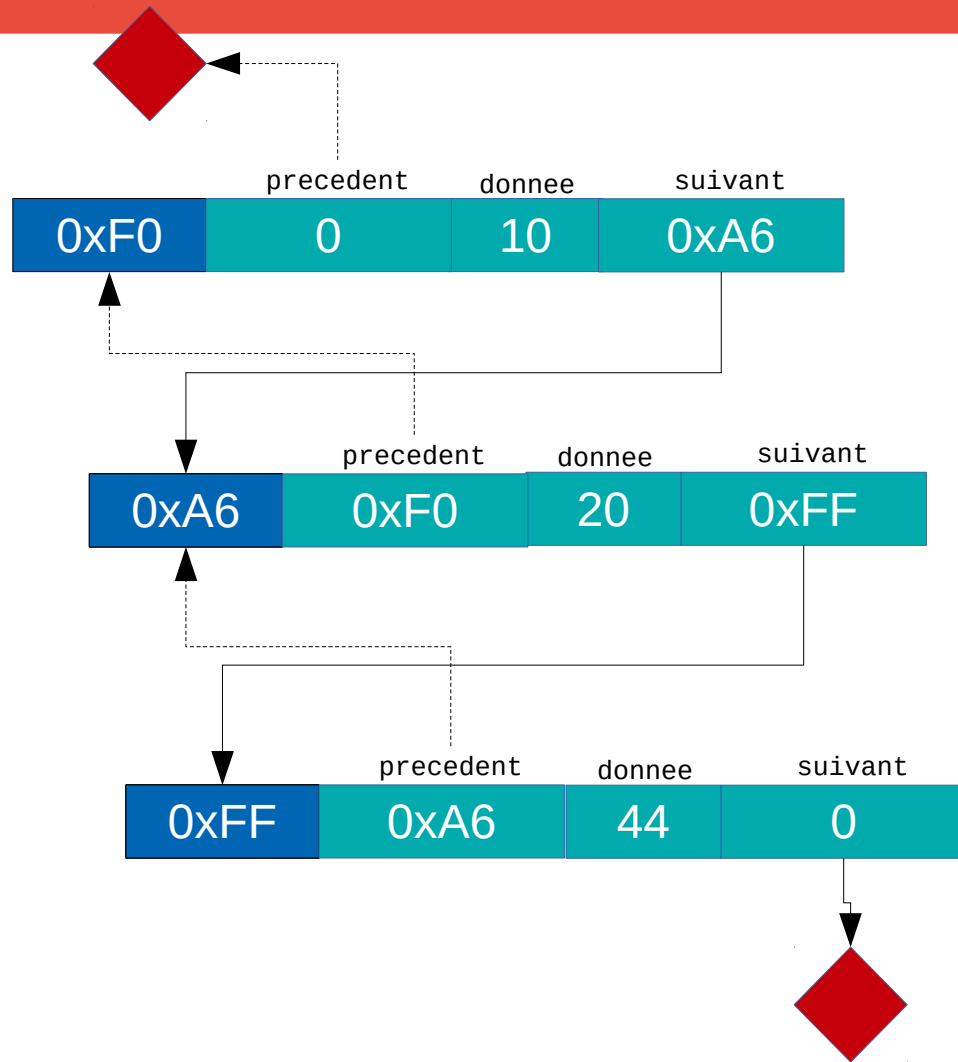 precedent donnee suivant
0xF0 0 10 0xA6
precedent donnee suivant
0xA6 0xF0 20 0xFF
precedent donnee suivant
0xFF 0xA6 44 0